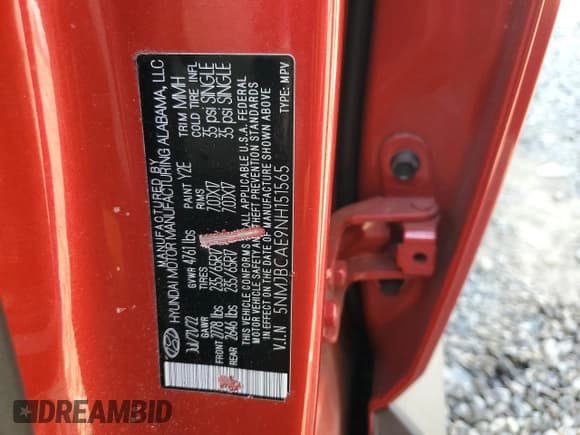 MANUFACTURED BY
HYUNDAI MOTOR MANUFACTURING ALABAMA, LLC
Jul/21/22 GVWR 4761 lbs PAINT Y2E TRIM MMH
GAWR TIRES RIMS COLD TIRE INFL
FRONT 2778 lbs 235/65R17 7.0JX17 35 psi SINGLE
REAR 2646 lbs 235/65R17 7.0JX17 35 psi SINGLE
THIS VEHICLE CONFORMS TO ALL APPLICABLE U.S.A. FEDERAL
MOTOR VEHICLE SAFETY AND THEFT PREVENTION STANDARDS
IN EFFECT ON THE DATE OF MANUFACTURE SHOWN ABOVE
V.I.N 5NMJBCAE9NH151565 TYPE: MPV
DREAMBID